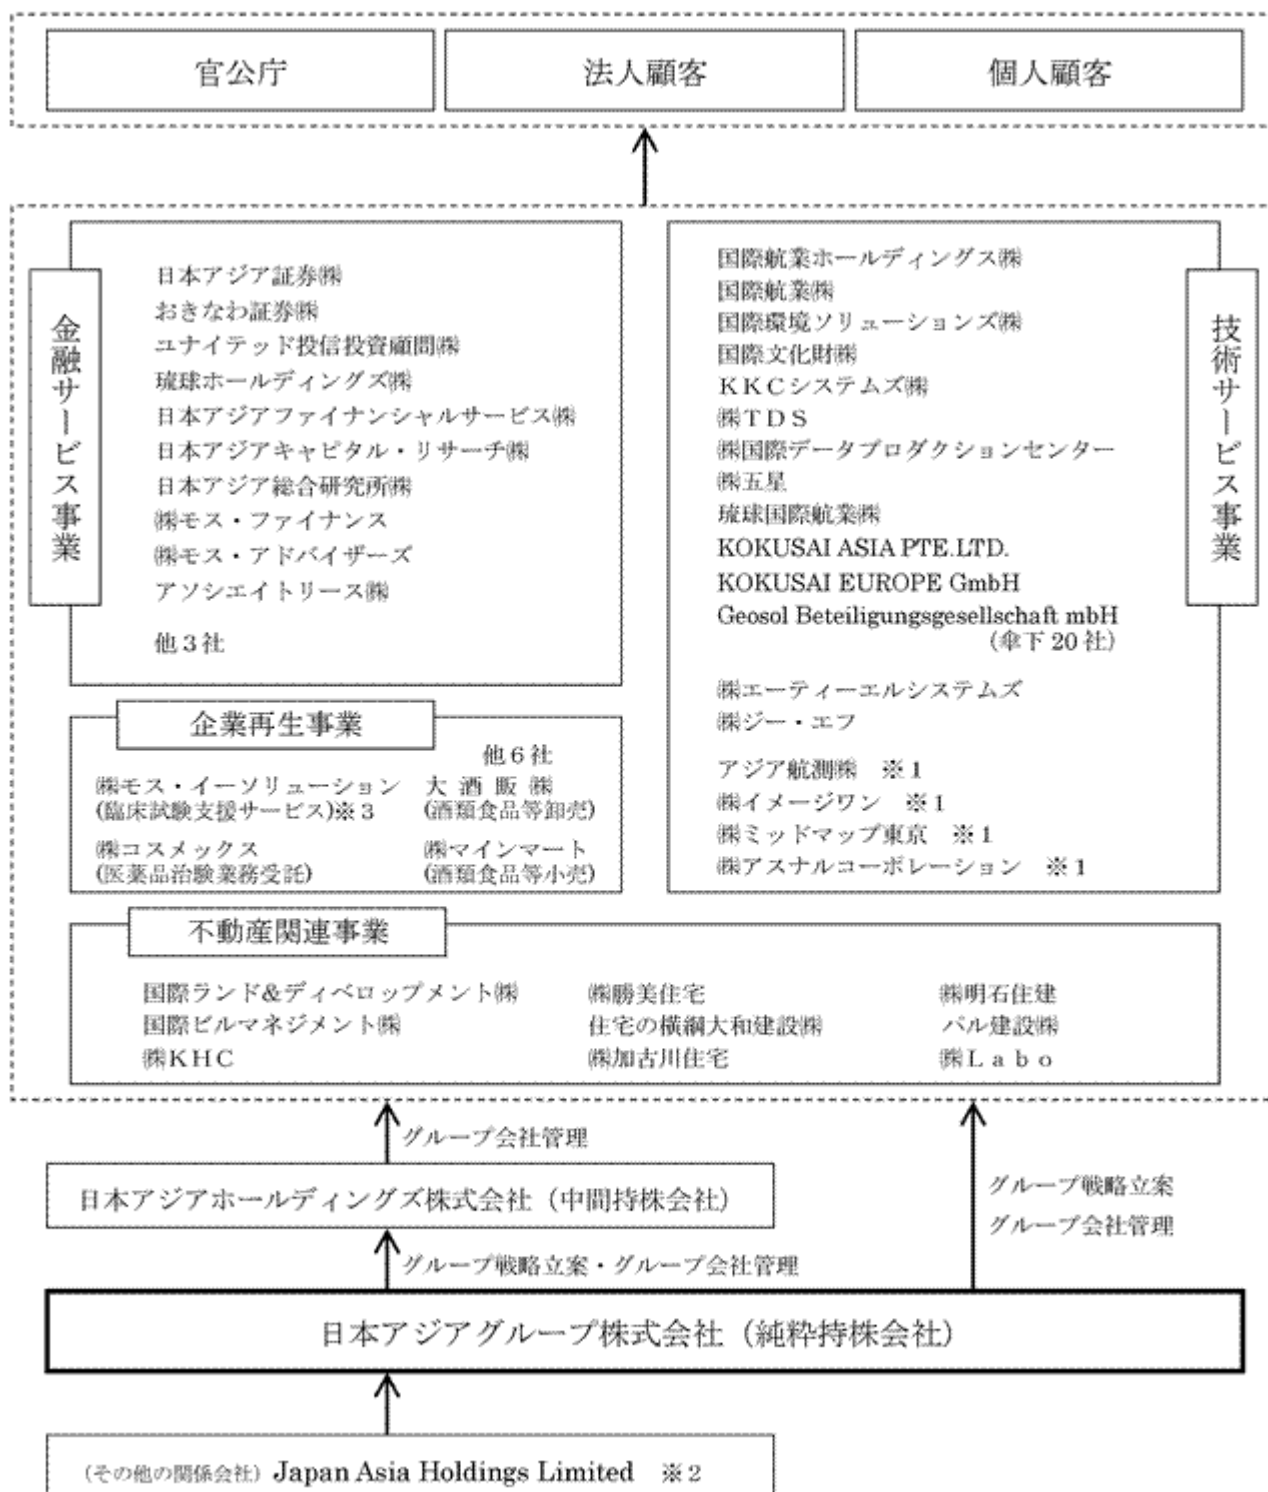 官公庁
法人顧客
個人顧客
金融サービス事業
日本アジア証券㈱
おきなわ証券㈱
ユナイテッド投信投資顧問㈱
琉球ホールディングズ㈱
日本アジアファイナンシャルサービス㈱
日本アジアキャピタル・リサーチ㈱
日本アジア総合研究所㈱
㈱モス・ファイナンス
㈱モス・アドバイザーズ
アソシエイトリース㈱
他３社
技術サービス事業
国際航業ホールディングス㈱
国際航業㈱
国際環境ソリューションズ㈱
国際文化財㈱
ＫＫＣシステムズ㈱
㈱ＴＤＳ
㈱国際データプロダクションセンター
㈱五星
琉球国際航業㈱
KOKUSAI ASIA PTE.LTD.
KOKUSAI EUROPE GmbH
Geosol Beteiligungsgesellschaft mbH
(傘下 20 社)
㈱エーティーエルシステムズ
㈱ジー・エフ
アジア航測㈱ ※１
㈱イメージワン ※１
㈱ミッドマップ東京 ※１
㈱アスナルコーポレーション ※１
企業再生事業
他６社
㈱モス・イーソリューション
(臨床試験支援サービス)※３
大 酒 販 ㈱
(酒類食品等卸売)
㈱コスメックス
(医薬品治験業務受託)
㈱マインマート
(酒類食品等小売)
不動産関連事業
国際ランド&ディベロップメント㈱
㈱勝美住宅
㈱明石住建
国際ビルマネジメント㈱
住宅の横綱大和建設㈱
パル建設㈱
㈱ＫＨＣ
㈱加古川住宅
㈱Ｌａｂｏ
グループ会社管理
日本アジアホールディングズ株式会社（中間持株会社）
グループ戦略立案
グループ会社管理
グループ戦略立案・グループ会社管理
日本アジアグループ株式会社（純粋持株会社）
(その他の関係会社) Japan Asia Holdings Limited ※２